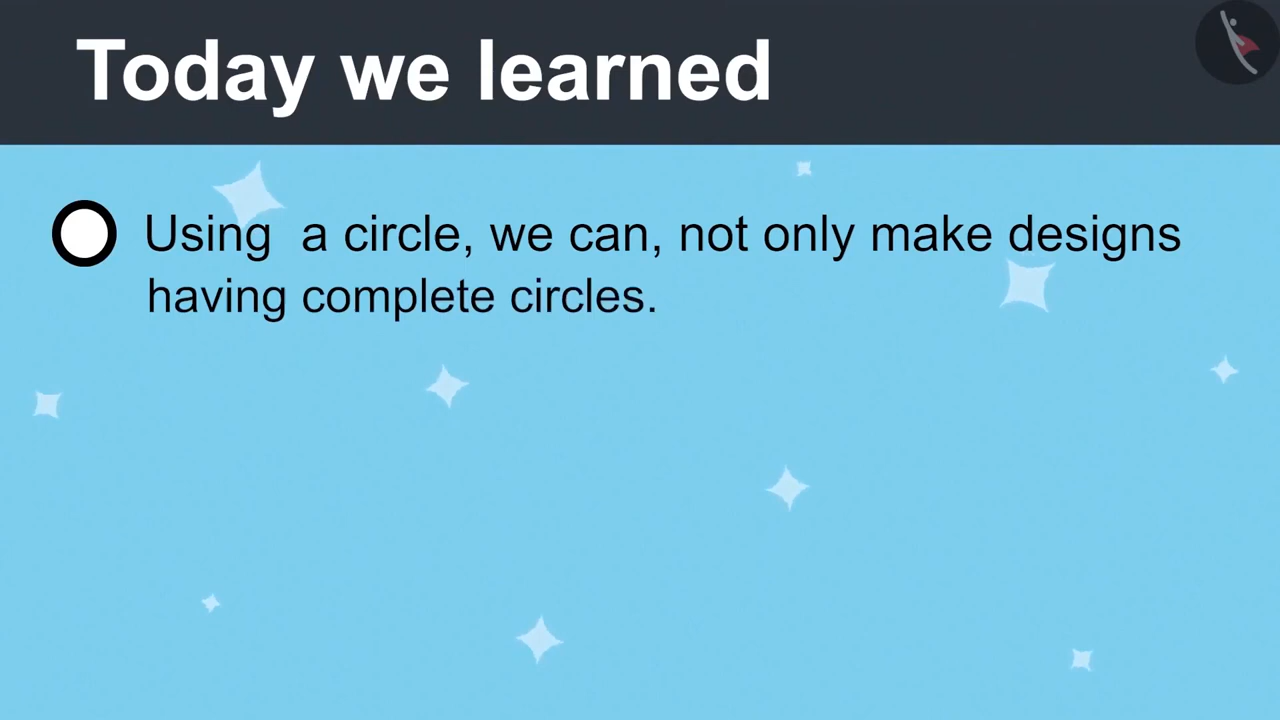 Today we learned
Using a circle, we can, not only make designs
having complete circles.